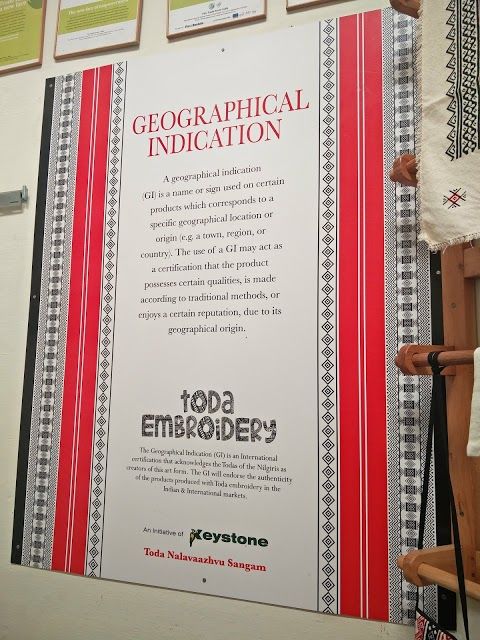 GEOGRAPHICAL
INDICATION
A geographical indication
(GI) is a name or sign used on certain
products which corresponds to a
specific geographical location or
origin (e.g. a town, region, or
country). The use of a GI may act as
a certification that the product
possesses certain qualities, is made
according to traditional methods, or
enjoys a certain reputation, due to its
geographical origin.
toda
EMBROiDERY
The Geographical Indication (GI) is an International
certification that acknowledges the Todas of the Nilgiris as
creators of this art form. The GI will endorse the authenticity
of the products produced with Toda embroidery in the
Indian & International markets.
An Initiative of Keystone
Toda Nalavaazhvu Sangam